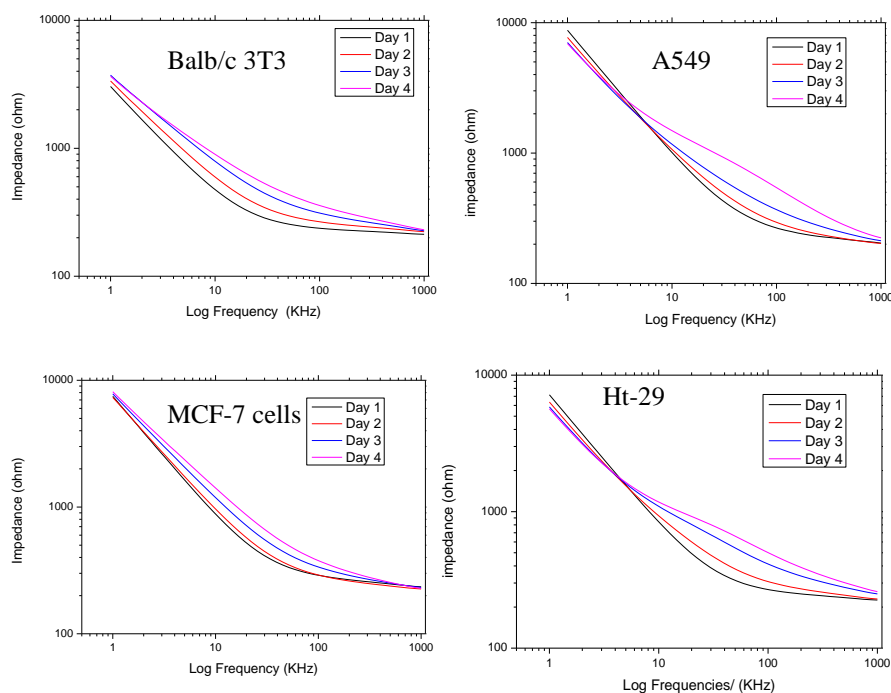 10000
1000
100
Impedance (ohm)
Balb/c 3T3
Day 1
Day 2
Day 3
Day 4
1 10 100 1000
Log Frequency (KHz)
10000
1000
100
impedance (ohm)
A549
Day 1
Day 2
Day 3
Day 4
1 10 100 1000
Log Frequency (KHz)
10000
1000
100
Impedance (ohm)
MCF-7 cells
Day 1
Day 2
Day 3
Day 4
1 10 100 1000
Log Frequency (KHz)
10000
1000
100
impedance (ohm)
Ht-29
Day 1
Day 2
Day 3
Day 4
1 10 100 1000
Log Frequencies/ (KHz)